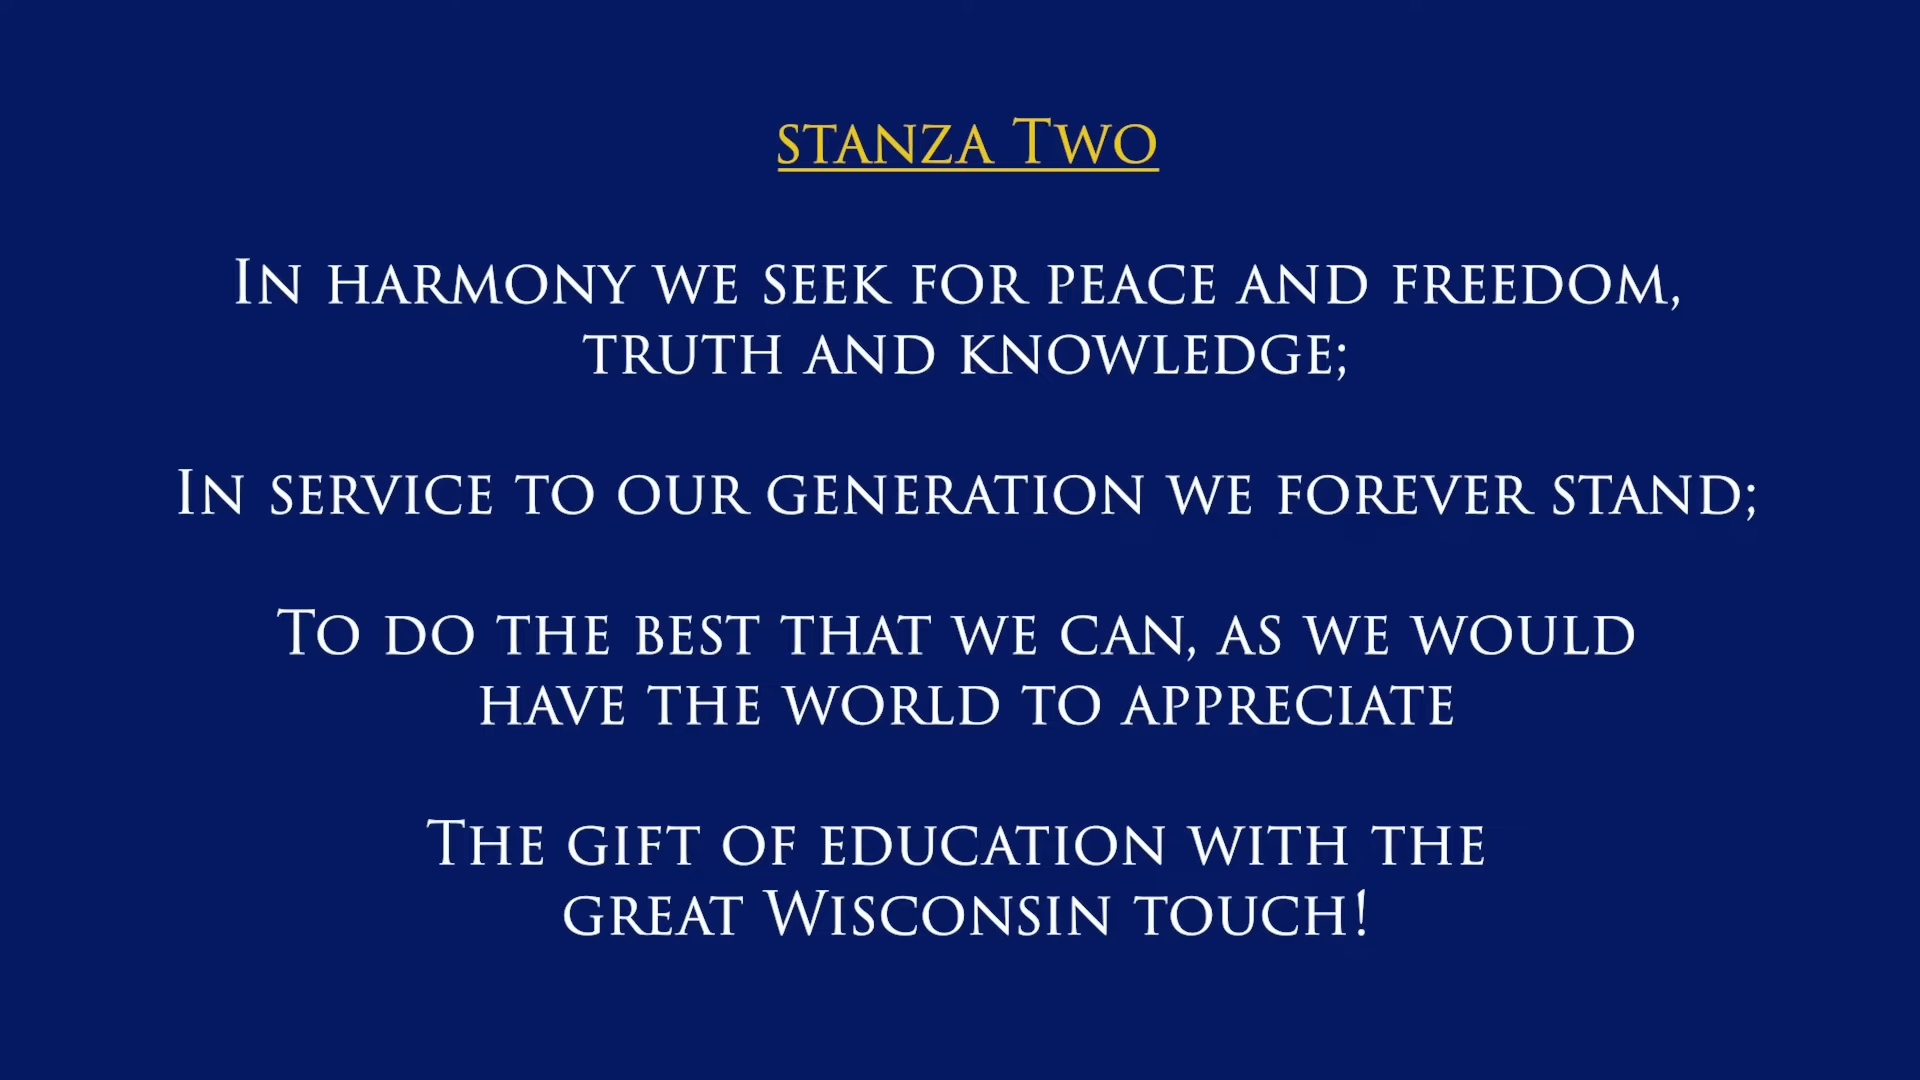 STANZA TWO
IN HARMONY WE SEEK FOR PEACE AND FREEDOM,
TRUTH AND KNOWLEDGE;
IN SERVICE TO OUR GENERATION WE FOREVER STAND;
TO DO THE BEST THAT WE CAN, AS WE WOULD
HAVE THE WORLD TO APPRECIATE
THE GIFT OF EDUCATION WITH THE
GREAT WISCONSIN TOUCH!